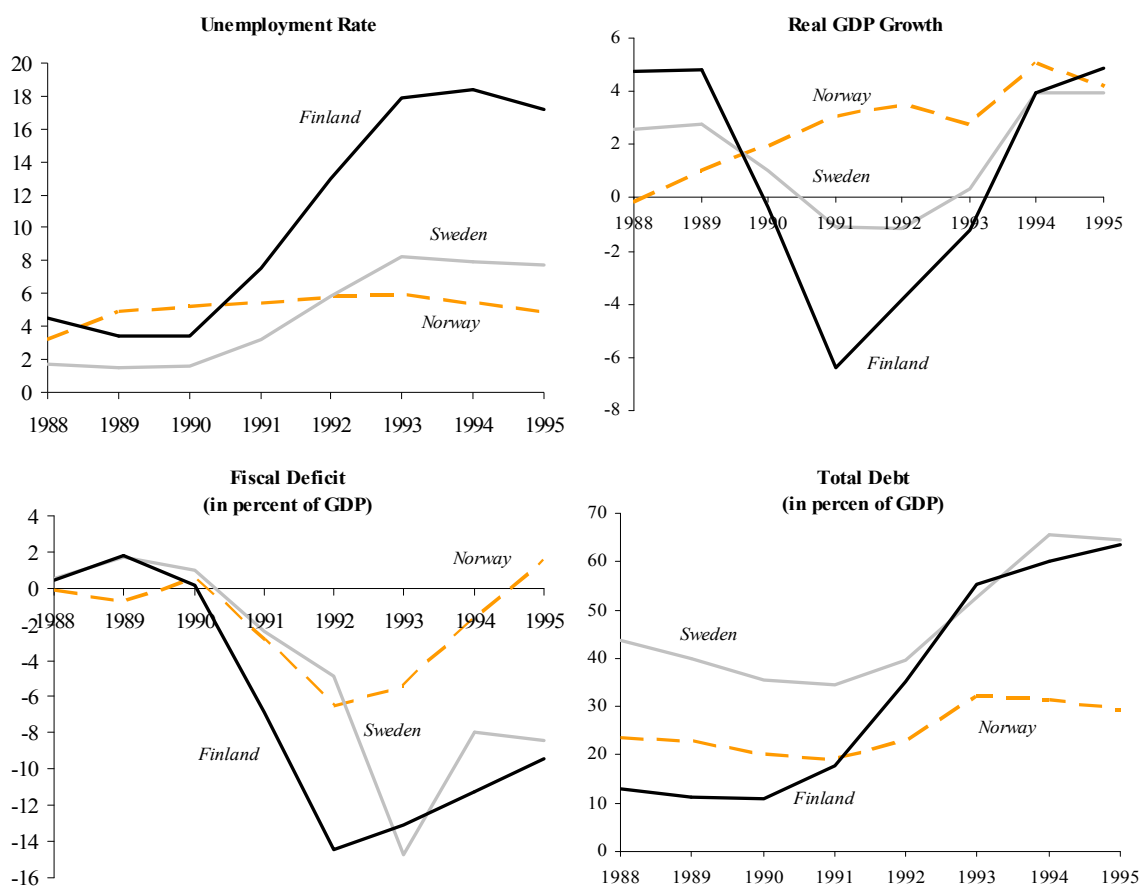 Unemployment Rate
20
18
16
14
12
10
8
6
4
2
0
Finland
Sweden
Norway
1988 1989 1990 1991 1992 1993 1994 1995
Real GDP Growth
6
4
2
0
-2
-4
-6
-8
Norway
Sweden
1988 1989 1990 1991 1992 1993 1994 1995
Finland
Fiscal Deficit
(in percent of GDP)
4
2
0
-2
-4
-6
-8
-10
-12
-14
-16
Norway
1988 1989 1990 1991 1992 1993 1994 1995
Sweden
Finland
Total Debt
(in percen of GDP)
70
60
50
40
30
20
10
0
Sweden
Norway
Finland
1988 1989 1990 1991 1992 1993 1994 1995